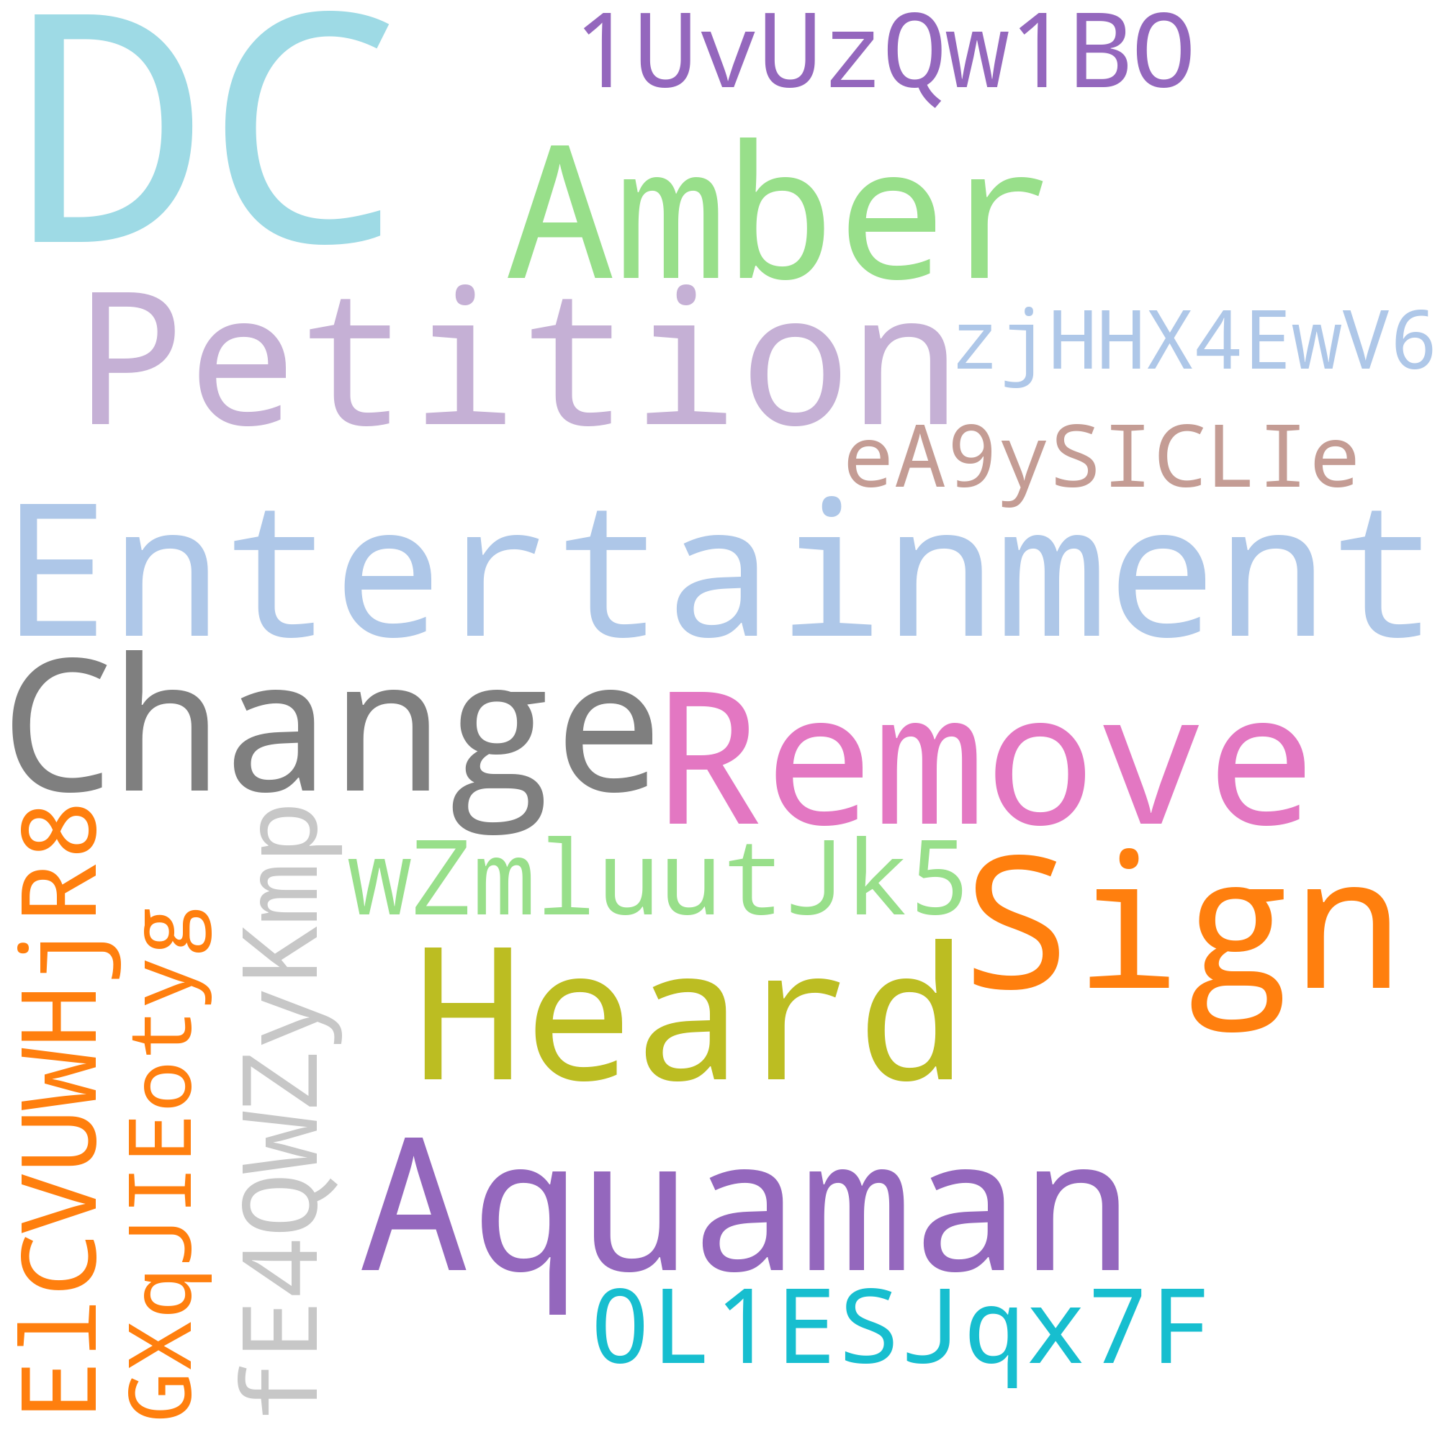 DC
1UvUzQw1BO
Amber
Petition
zjHHX4EwV6
eA9ySICLIe
Entertainment
Change
Remove
ElCVUWHjR8
GXqJIEotyg
fE4QWZyKmp
wZmluutJk5
Sign
Heard
Aquaman
0L1ESJqx7F